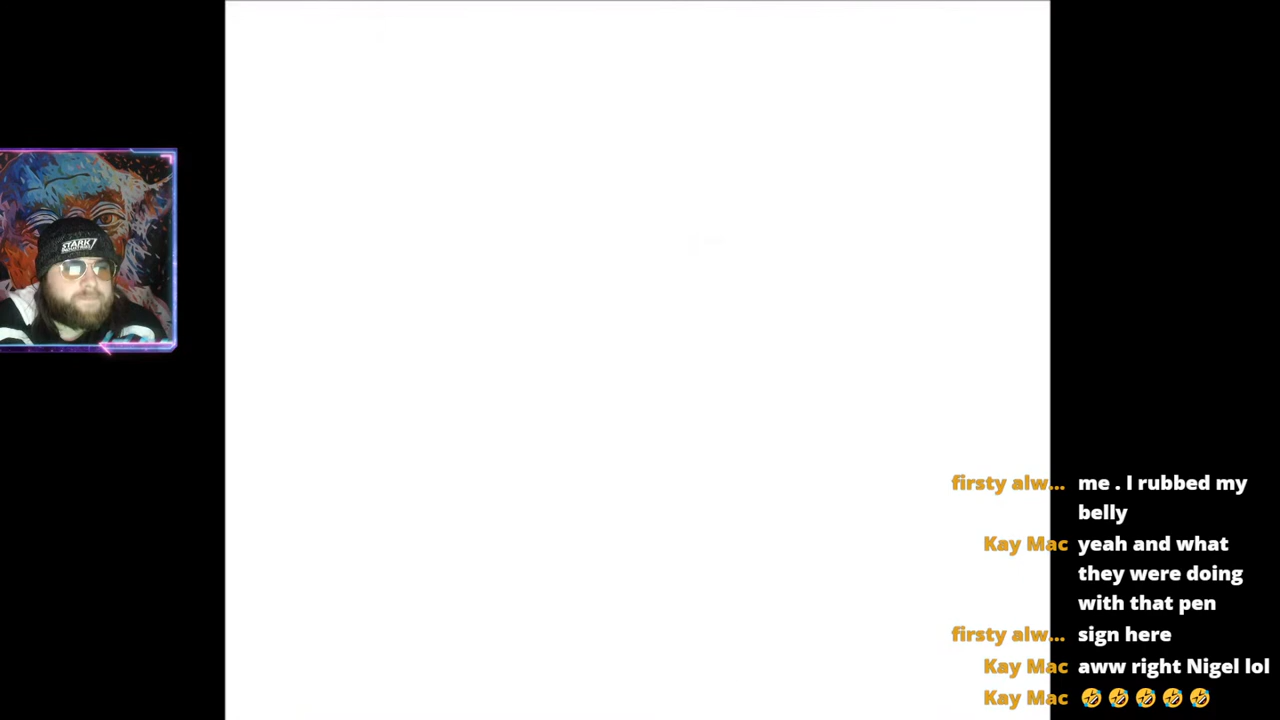 STARK
INDUSTRIES
firsty alw... me . I rubbed my
belly
Kay Mac yeah and what
they were doing
with that pen
firsty alw... sign here
Kay Mac aww right Nigel lol
Kay Mac 🤣🤣🤣🤣🤣